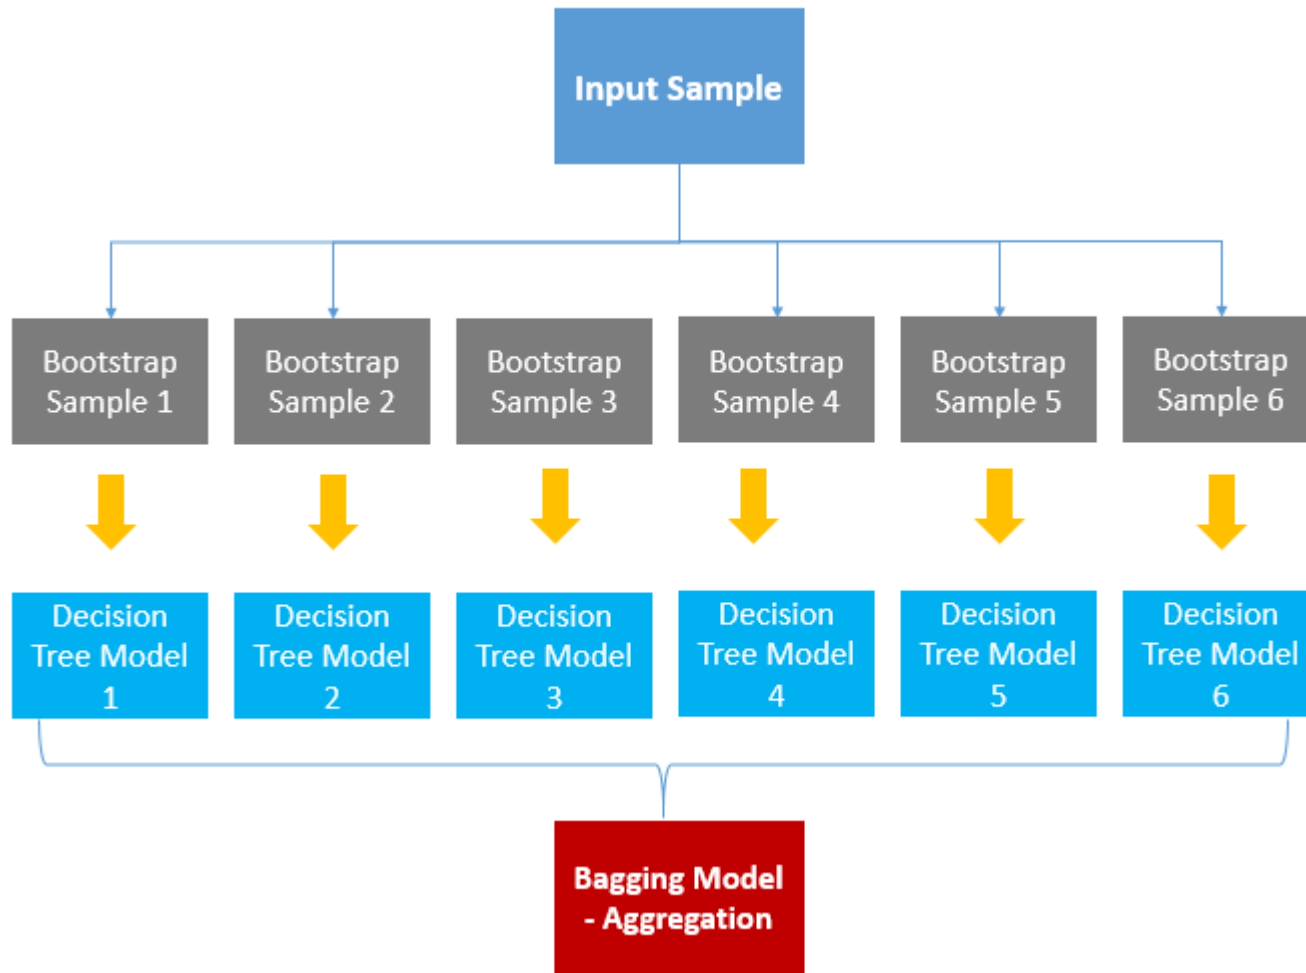 Input Sample
Bootstrap
Sample 1
Bootstrap
Sample 2
Bootstrap
Sample 3
Bootstrap
Sample 4
Bootstrap
Sample 5
Bootstrap
Sample 6
Decision
Tree Model
1
Decision
Tree Model
2
Decision
Tree Model
3
Decision
Tree Model
4
Decision
Tree Model
5
Decision
Tree Model
6
Bagging Model
- Aggregation